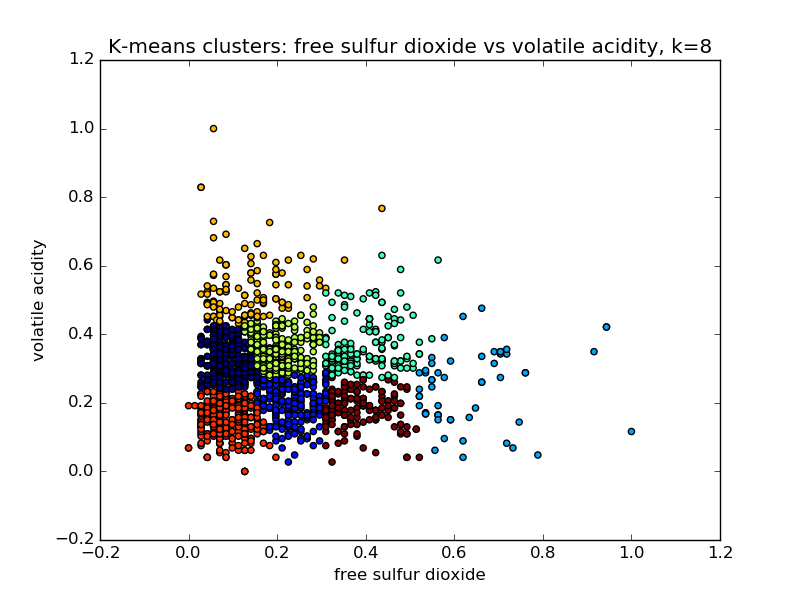 K-means clusters: free sulfur dioxide vs volatile acidity, k=8
1.2
1.0
0.8
0.6
0.4
0.2
0.0
−0.2
volatile acidity
−0.2 0.0 0.2 0.4 0.6 0.8 1.0 1.2
free sulfur dioxide